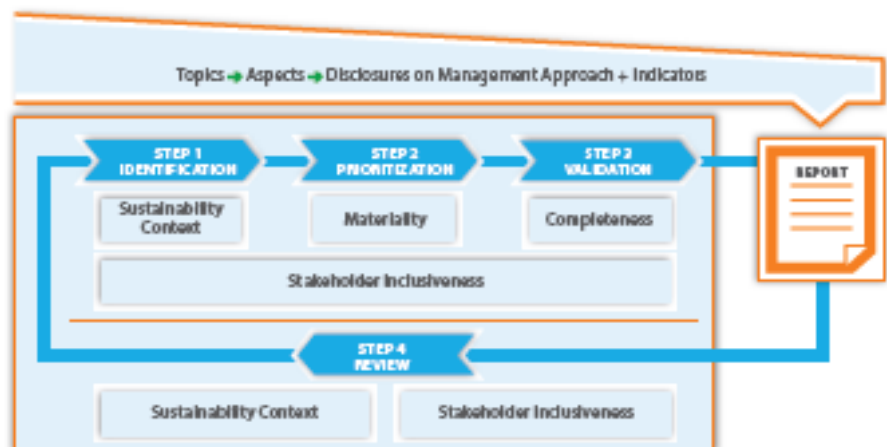 Topics → Aspects → Disclosures on Management Approach + Indicators
STEP 1
IDENTIFICATION
STEP 2
PRIORITIZATION
STEP 3
VALIDATION
REPORT
Sustainability
Context
Materiality
Completeness
Stakeholder Inclusiveness
STEP 4
REVIEW
Sustainability Context
Stakeholder Inclusiveness